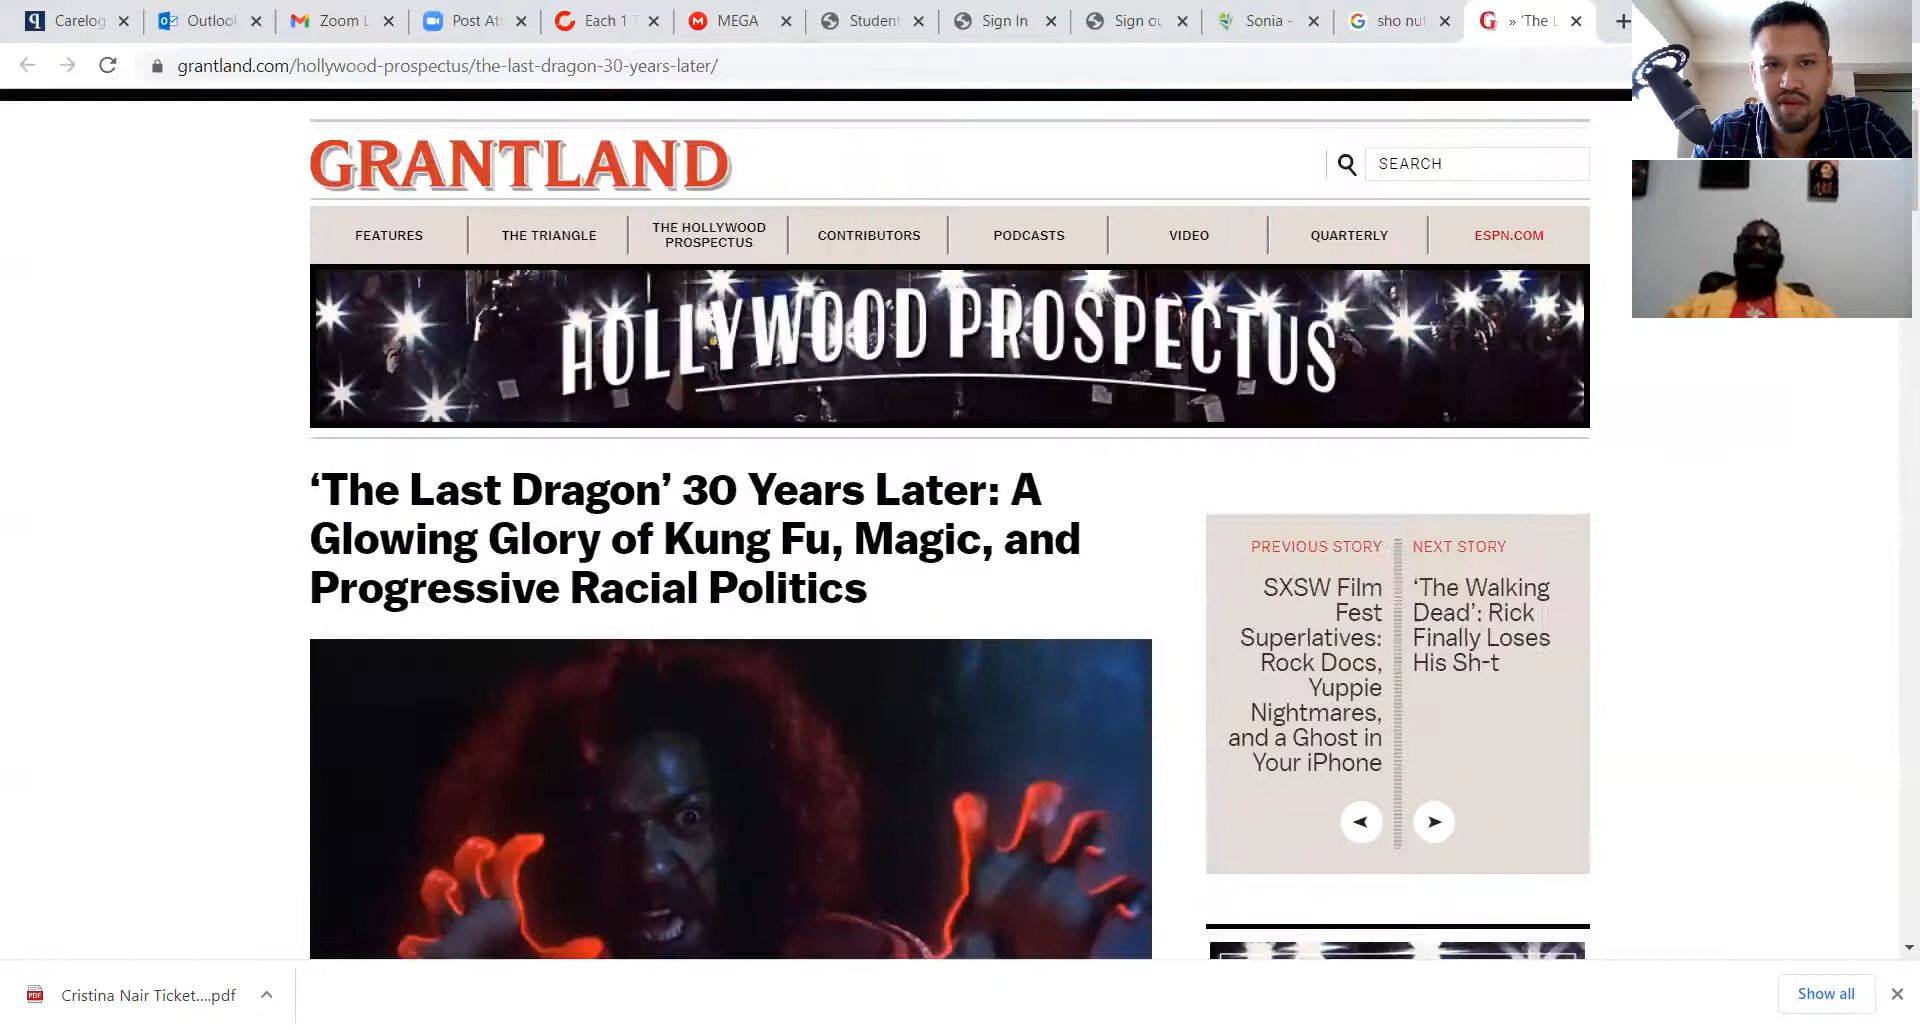 Carelog
Outlool
Zoom L
Post Att
Each 1 T
MEGA
Student
Sign In
Sign ou
Sonia -
sho nuf
» ‘The L
grantland.com/hollywood-prospectus/the-last-dragon-30-years-later/
GRANTLAND
SEARCH
FEATURES
THE TRIANGLE
THE HOLLYWOOD
PROSPECTUS
CONTRIBUTORS
PODCASTS
VIDEO
QUARTERLY
ESPN.COM
HOLLYWOOD PROSPECTUS
‘The Last Dragon’ 30 Years Later: A
Glowing Glory of Kung Fu, Magic, and
Progressive Racial Politics
PREVIOUS STORY
SXSW Film
Fest
Superlatives:
Rock Docs,
Yuppie
Nightmares,
and a Ghost in
Your iPhone
NEXT STORY
‘The Walking
Dead’: Rick
Finally Loses
His Sh-t
PDF
Cristina Nair Ticket....pdf
Show all